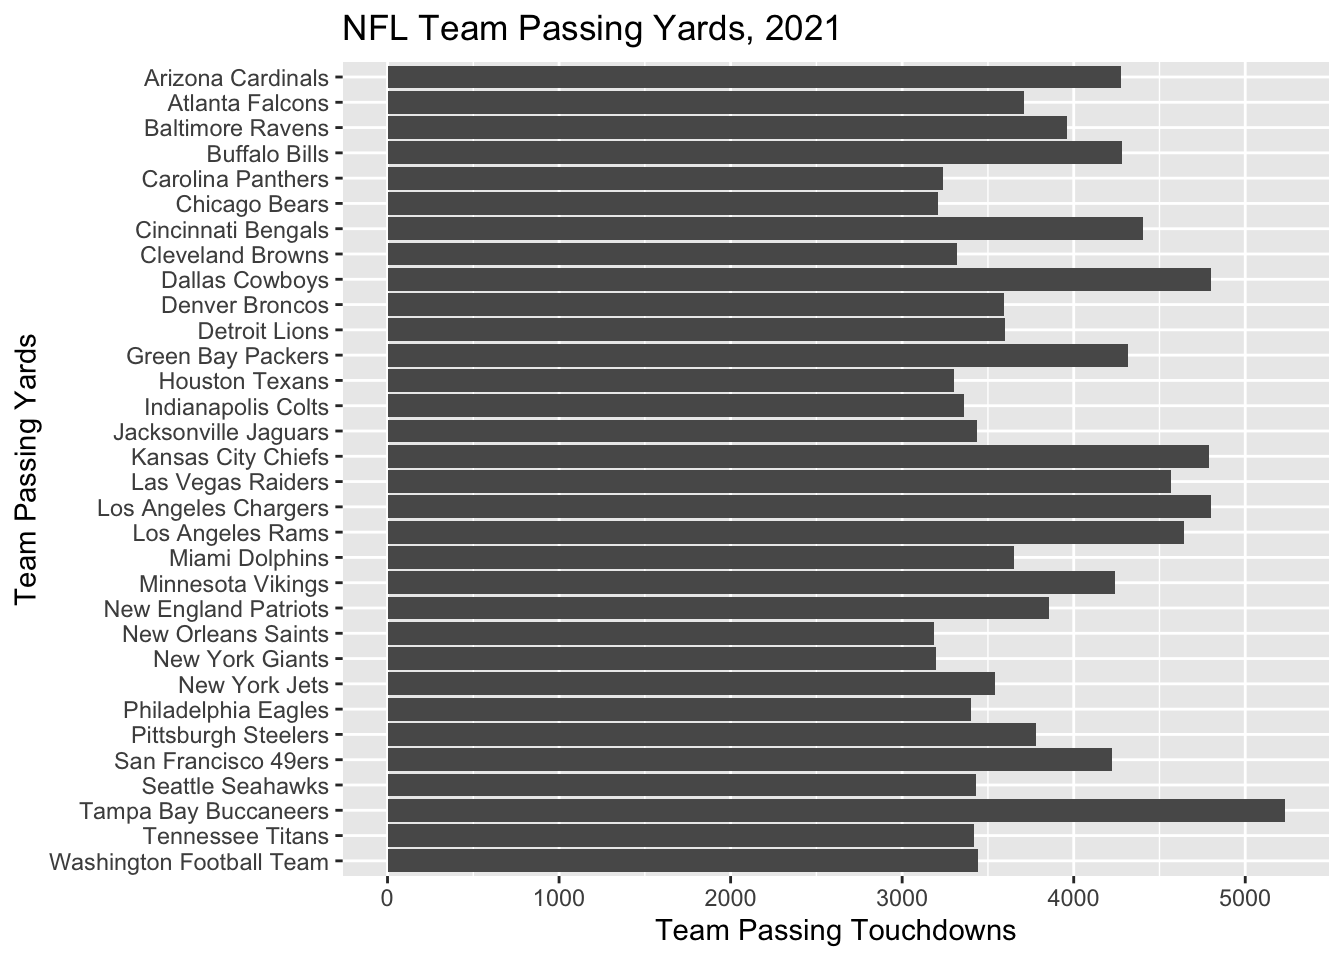 NFL Team Passing Yards, 2021
Team Passing Yards
Arizona Cardinals
Atlanta Falcons
Baltimore Ravens
Buffalo Bills
Carolina Panthers
Chicago Bears
Cincinnati Bengals
Cleveland Browns
Dallas Cowboys
Denver Broncos
Detroit Lions
Green Bay Packers
Houston Texans
Indianapolis Colts
Jacksonville Jaguars
Kansas City Chiefs
Las Vegas Raiders
Los Angeles Chargers
Los Angeles Rams
Miami Dolphins
Minnesota Vikings
New England Patriots
New Orleans Saints
New York Giants
New York Jets
Philadelphia Eagles
Pittsburgh Steelers
San Francisco 49ers
Seattle Seahawks
Tampa Bay Buccaneers
Tennessee Titans
Washington Football Team
0 1000 2000 3000 4000 5000
Team Passing Touchdowns